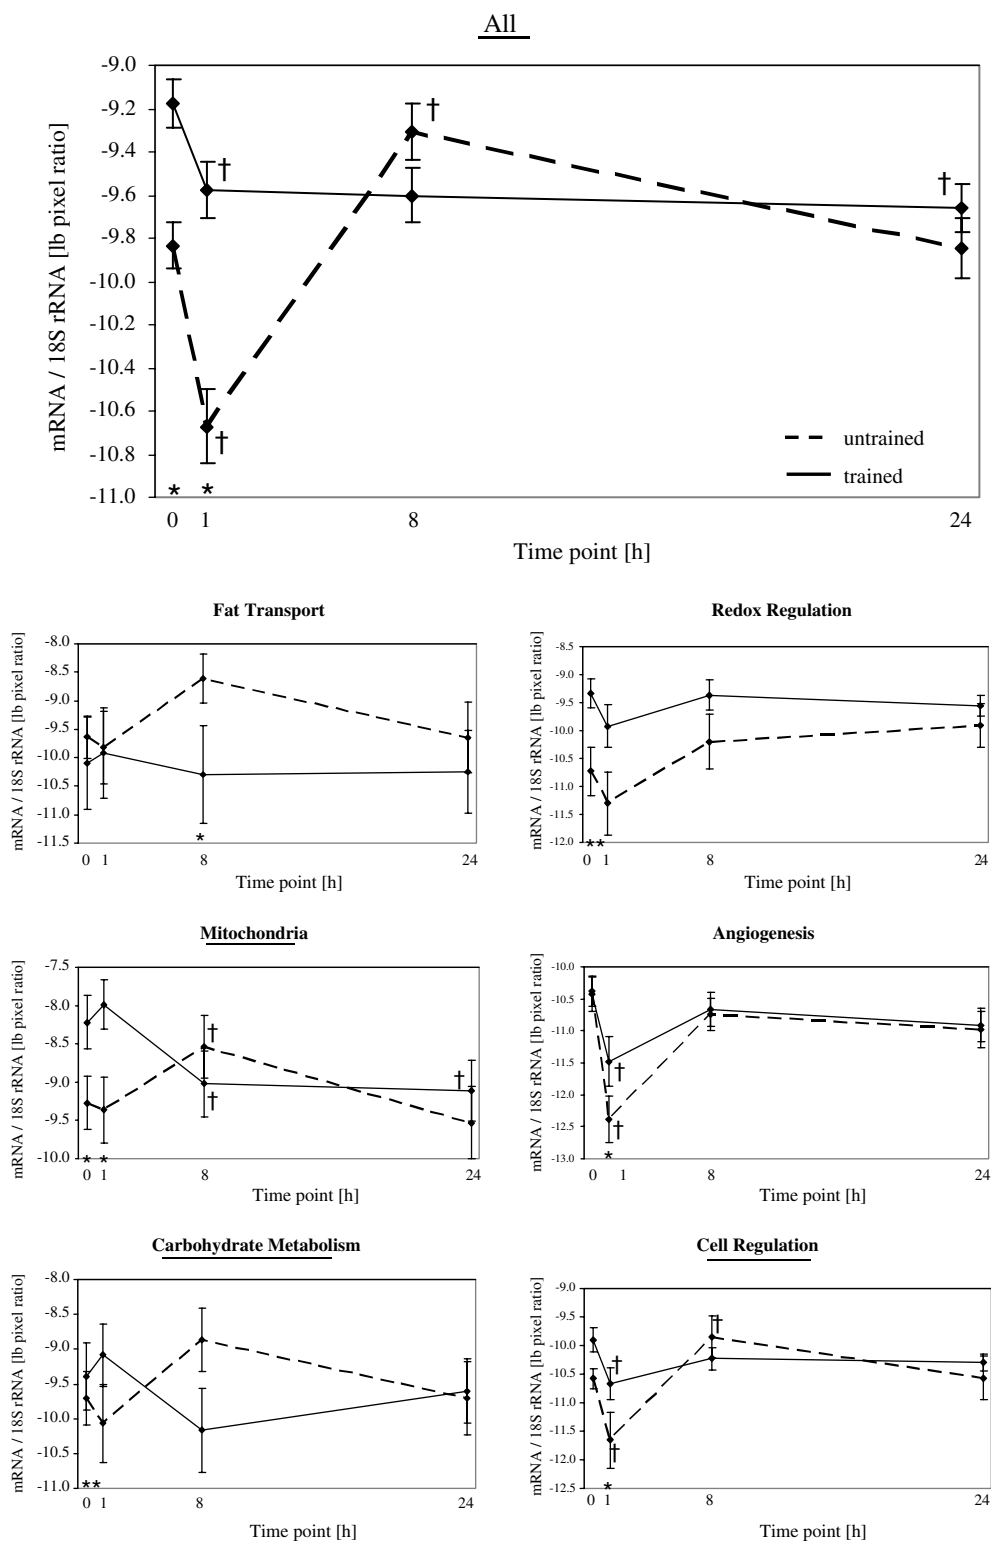 All
mRNA / 18S rRNA [lb pixel ratio]
-9.0
-9.2
-9.4
-9.6
-9.8
-10.0
-10.2
-10.4
-10.6
-10.8
-11.0
†
†
†
†
* *
untrained
trained
0 1 8 24
Time point [h]
Fat Transport
mRNA / 18S rRNA [lb pixel ratio]
-8.0
-8.5
-9.0
-9.5
-10.0
-10.5
-11.0
-11.5
*
0 1 8 24
Time point [h]
Redox Regulation
mRNA / 18S rRNA [lb pixel ratio]
-8.5
-9.0
-9.5
-10.0
-10.5
-11.0
-11.5
-12.0
**
0 1 8 24
Time point [h]
Mitochondria
mRNA / 18S rRNA [lb pixel ratio]
-7.5
-8.0
-8.5
-9.0
-9.5
-10.0
†
†
†
* *
0 1 8 24
Time point [h]
Angiogenesis
mRNA / 18S rRNA [lb pixel ratio]
-10.0
-10.5
-11.0
-11.5
-12.0
-12.5
-13.0
†
†
*
0 1 8 24
Time point [h]
Carbohydrate Metabolism
mRNA / 18S rRNA [lb pixel ratio]
-8.0
-8.5
-9.0
-9.5
-10.0
-10.5
-11.0
**
0 1 8 24
Time point [h]
Cell Regulation
mRNA / 18S rRNA [lb pixel ratio]
-9.0
-9.5
-10.0
-10.5
-11.0
-11.5
-12.0
-12.5
†
†
†
*
0 1 8 24
Time point [h]